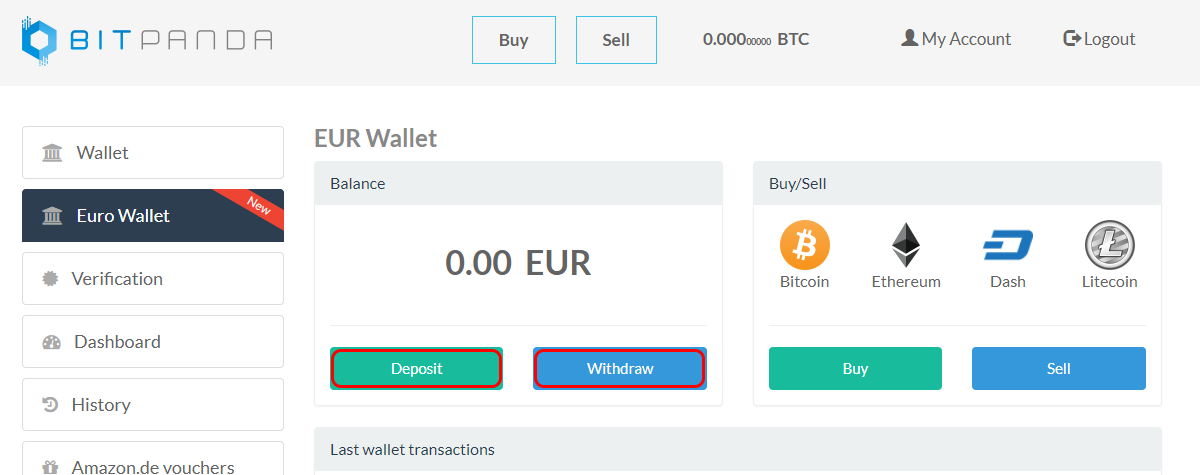 BITPANDA
Buy
Sell
0.00000000 BTC
My Account
Logout
Wallet
Euro Wallet
New
Verification
Dashboard
History
Amazon.de vouchers
EUR Wallet
Balance
0.00 EUR
Deposit
Withdraw
Buy/Sell
Bitcoin
Ethereum
Dash
Litecoin
Buy
Sell
Last wallet transactions